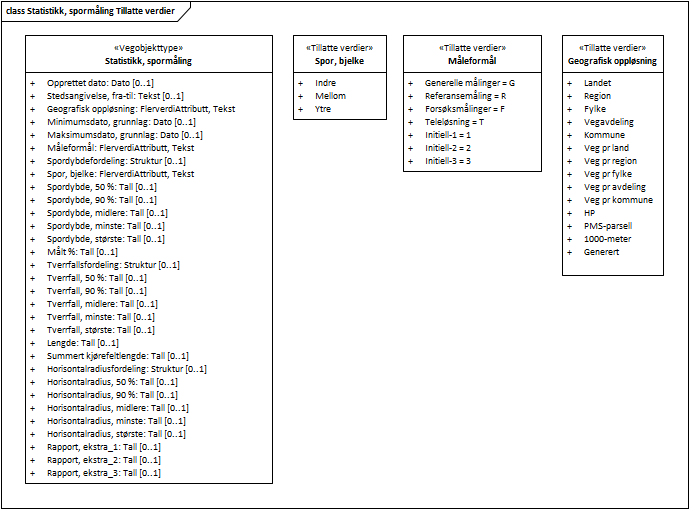 class Statistikk, spormåling Tillatte verdier
«Vegobjekttype»
Statistikk, spormåling
+ Opprettet dato: Dato [0..1]
+ Stedsangivelse, fra-til: Tekst [0..1]
+ Geografisk oppløsning: FlerverdiAttributt, Tekst
+ Minimumsdato, grunnlag: Dato [0..1]
+ Maksimumsdato, grunnlag: Dato [0..1]
+ Måleformål: FlerverdiAttributt, Tekst
+ Spordybdefordeling: Struktur [0..1]
+ Spor, bjelke: FlerverdiAttributt, Tekst
+ Spordybde, 50 %: Tall [0..1]
+ Spordybde, 90 %: Tall [0..1]
+ Spordybde, midlere: Tall [0..1]
+ Spordybde, minste: Tall [0..1]
+ Spordybde, største: Tall [0..1]
+ Målt %: Tall [0..1]
+ Tverrfallsfordeling: Struktur [0..1]
+ Tverrfall, 50 %: Tall [0..1]
+ Tverrfall, 90 %: Tall [0..1]
+ Tverrfall, midlere: Tall [0..1]
+ Tverrfall, minste: Tall [0..1]
+ Tverrfall, største: Tall [0..1]
+ Lengde: Tall [0..1]
+ Summert kjørefeltlengde: Tall [0..1]
+ Horisontalradiusfordeling: Struktur [0..1]
+ Horisontalradius, 50 %: Tall [0..1]
+ Horisontalradius, 90 %: Tall [0..1]
+ Horisontalradius, midlere: Tall [0..1]
+ Horisontalradius, minste: Tall [0..1]
+ Horisontalradius, største: Tall [0..1]
+ Rapport, ekstra_1: Tall [0..1]
+ Rapport, ekstra_2: Tall [0..1]
+ Rapport, ekstra_3: Tall [0..1]
«Tillatte verdier»
Spor, bjelke
+ Indre
+ Mellom
+ Ytre
«Tillatte verdier»
Måleformål
+ Generelle målinger = G
+ Referansemåling = R
+ Forsøksmålinger = F
+ Teleløsning = T
+ Initiell-1 = 1
+ Initiell-2 = 2
+ Initiell-3 = 3
«Tillatte verdier»
Geografisk oppløsning
+ Landet
+ Region
+ Fylke
+ Vegavdeling
+ Kommune
+ Veg pr land
+ Veg pr region
+ Veg pr fylke
+ Veg pr avdeling
+ Veg pr kommune
+ HP
+ PMS-parsell
+ 1000-meter
+ Generert